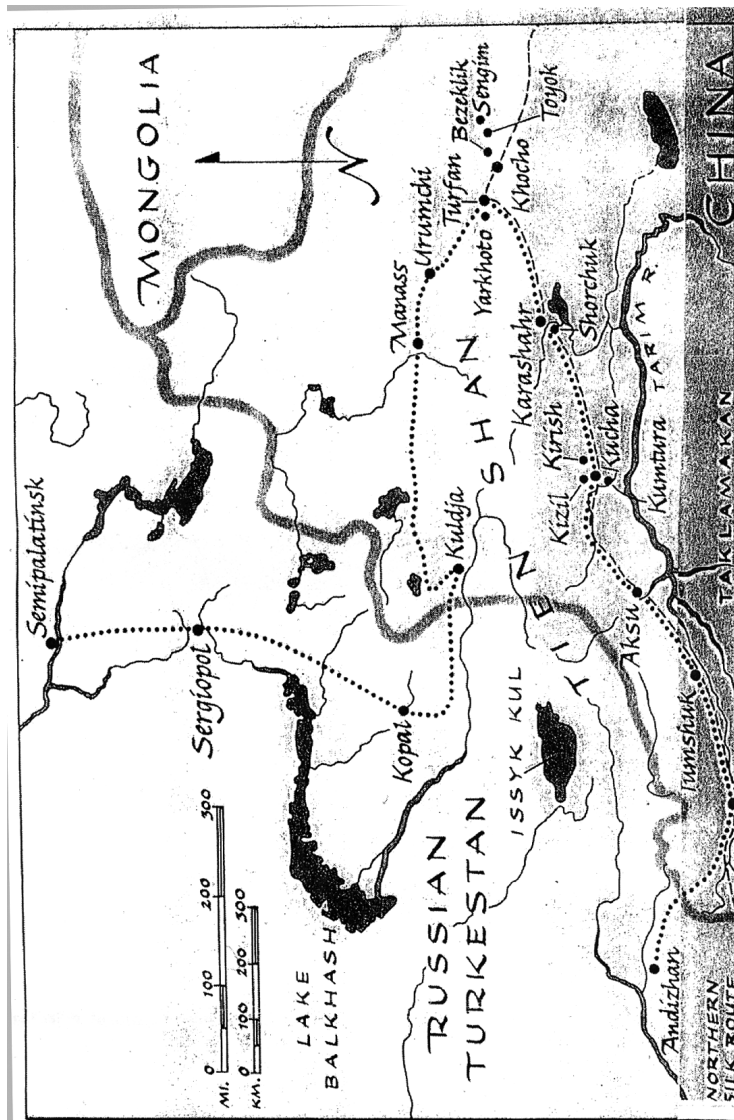 MONGOLIA
CHINA
Semipalatinsk
Sergiopol
Kopal
Kuldja
Manass
Urumchi
Turfan
Yarkhoto
Bezeklik
Sengim
Toyok
Khocho
Karashahr
Shorchuk
Kirish
Kizil
Kucha
Kumtura
TARIM R.
TAKLAMAKAN
Aksu
Tumshuk
TIEN SHAN
ISSYK KUL
LAKE
BALKHASH
RUSSIAN
TURKESTAN
Andizhan
NORTHERN
SILK ROUTE
MI. 0 100 200 300
KM. 0 100 200 300